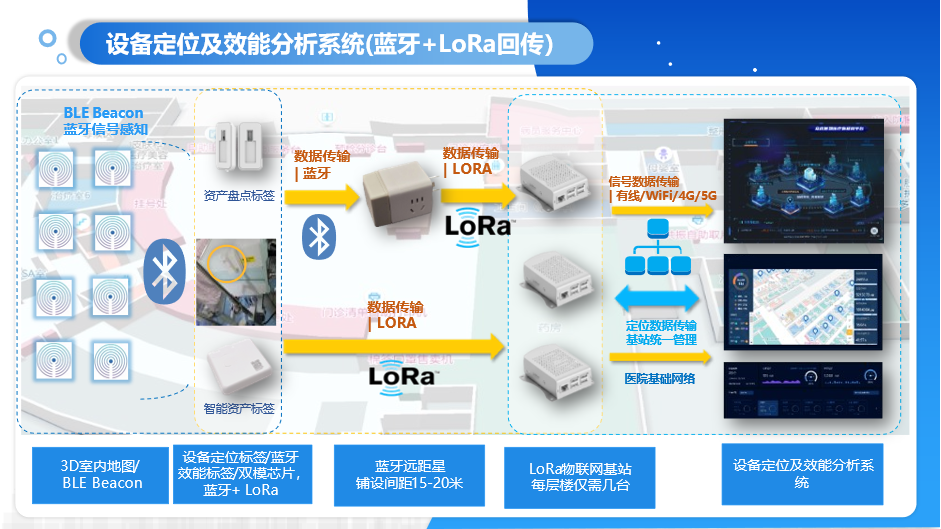 设备定位及效能分析系统(蓝牙+LoRa回传)
BLE Beacon
蓝牙信号感知
资产盘点标签
智能资产标签
数据传输
| 蓝牙
数据传输
| LORA
LoRa™
数据传输
| LORA
LoRa™
信号数据传输
| 有线/WiFi/4G/5G
定位数据传输
基站统一管理
医院基础网络
药房
挂号处
3D室内地图/
BLE Beacon
设备定位标签/蓝牙
效能标签/双模芯片，
蓝牙+ LoRa
蓝牙远距星
铺设间距15-20米
LoRa物联网基站
每层楼仅需几台
设备定位及效能分析系
统